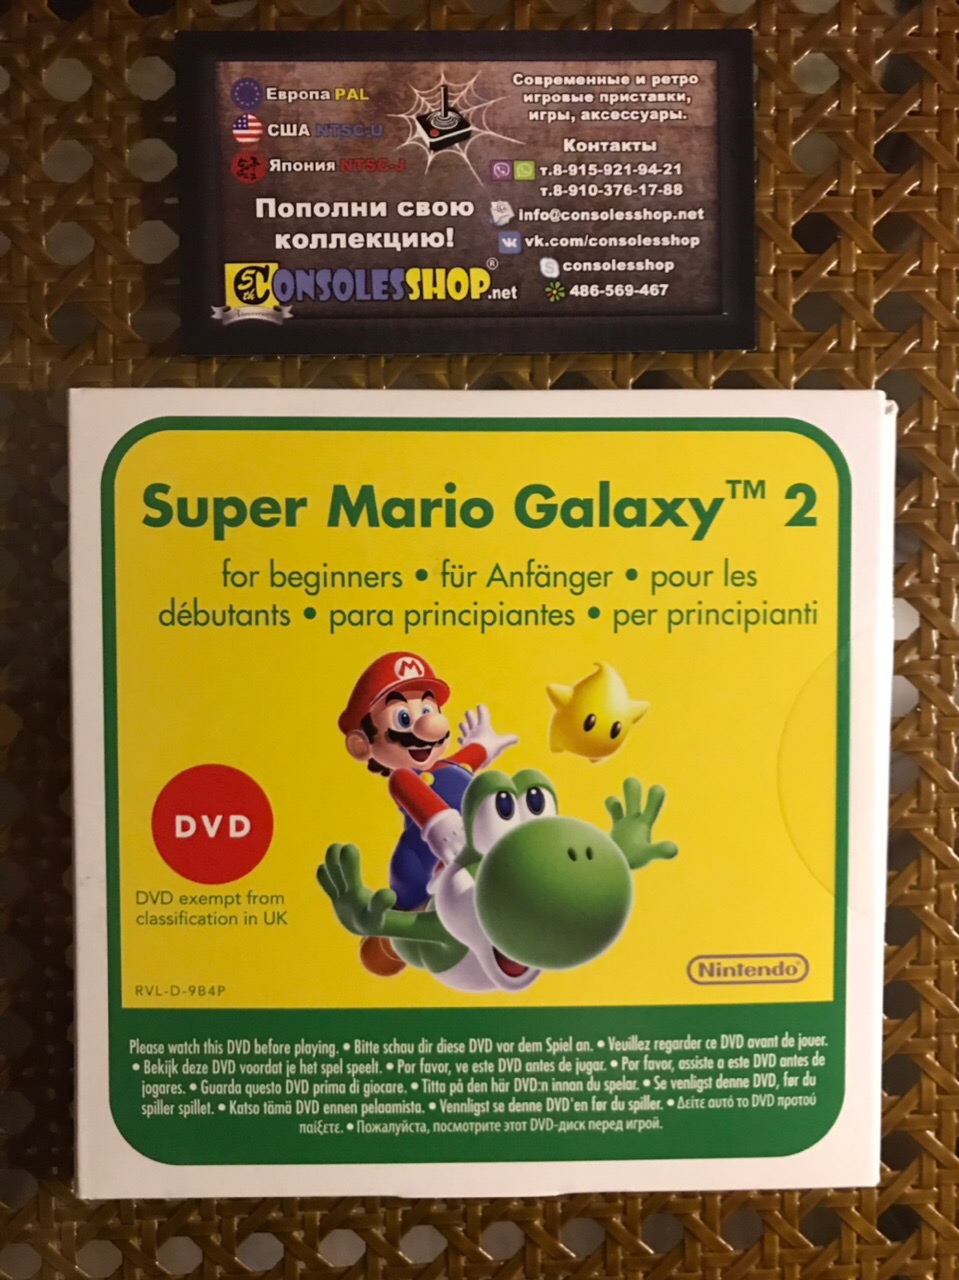 Европа PAL
США NTSC-U
Япония NTSC-J
Пополни свою
коллекцию!
5th CONSOLESSHOP.net®
Современные и ретро
игровые приставки,
игры, аксессуары.
Контакты
т.8-915-921-94-21
т.8-910-376-17-88
info@consolesshop.net
vk.com/consolesshop
consolesshop
486-569-467
Super Mario Galaxy™ 2
for beginners • für Anfänger • pour les
débutants • para principiantes • per principianti
M
DVD
DVD exempt from
classification in UK
Nintendo®
RVL-D-9B4P
Please watch this DVD before playing. • Bitte schau dir diese DVD vor dem Spiel an. • Veuillez regarder ce DVD avant de jouer.
• Bekijk deze DVD voordat je het spel speelt. • Por favor, ve este DVD antes de jugar. • Por favor, assiste a este DVD antes de
jogares. • Guarda questo DVD prima di giocare. • Titta på den här DVD:n innan du spelar. • Se venligst denne DVD, før du
spiller spillet. • Katso tämä DVD ennen pelaamista. • Vennligst se denne DVD'en før du spiller. • Δείτε αυτό το DVD προτού
παίξετε. • Пожалуйста, посмотрите этот DVD-диск перед игрой.